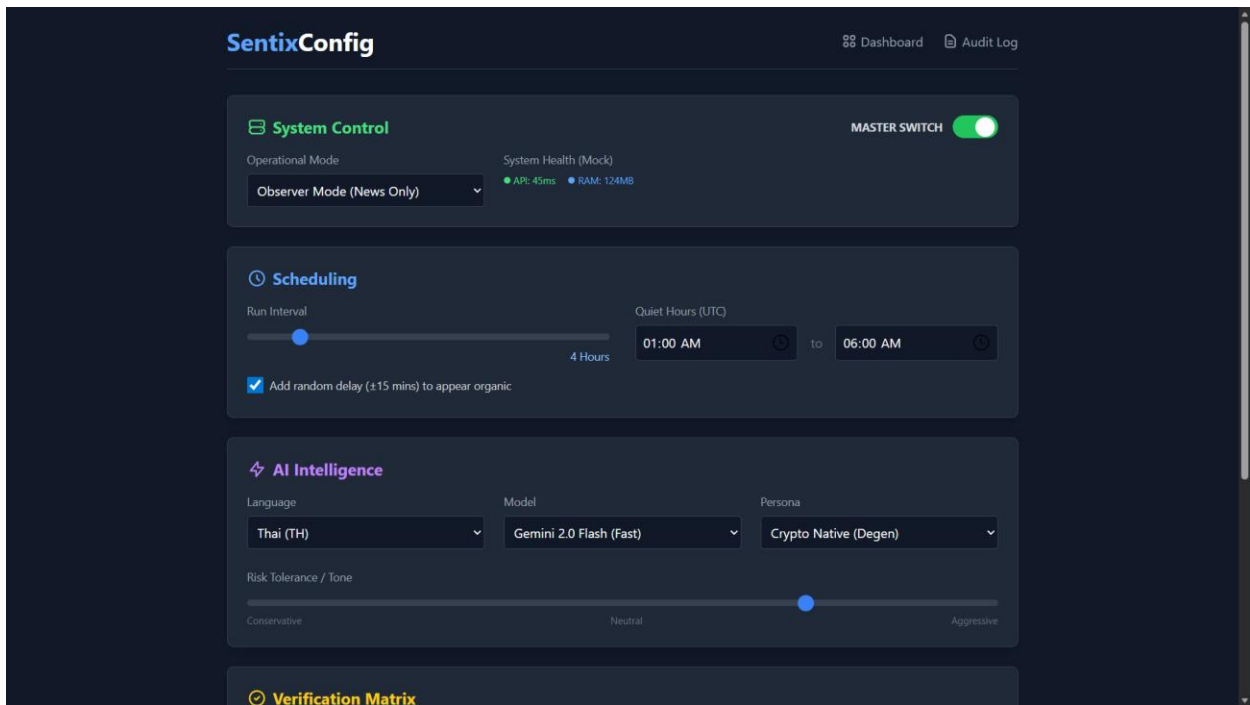 SentixConfig
Dashboard Audit Log
System Control
MASTER SWITCH
Operational Mode
System Health (Mock)
Observer Mode (News Only)
API: 45ms RAM: 124MB
Scheduling
Run Interval
Quiet Hours (UTC)
01:00 AM to 06:00 AM
4 Hours
Add random delay (±15 mins) to appear organic
AI Intelligence
Language
Model
Persona
Thai (TH)
Gemini 2.0 Flash (Fast)
Crypto Native (Degen)
Risk Tolerance / Tone
Conservative
Neutral
Aggressive
Verification Matrix